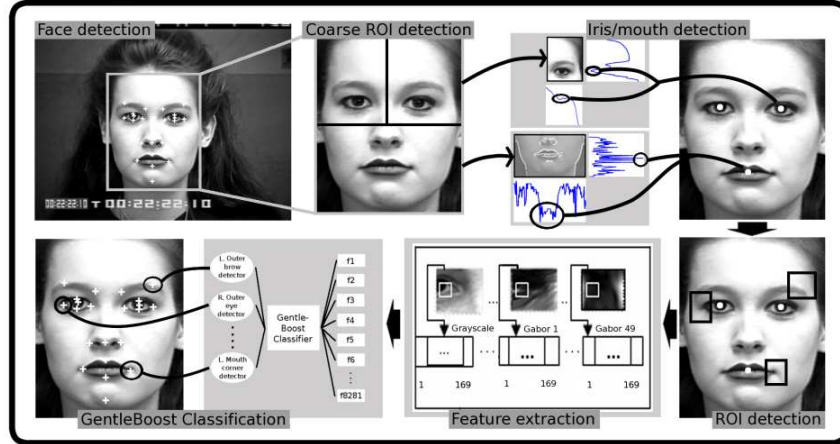 Face detection
Coarse ROI detection
Iris/mouth detection
00:22:22:10 T00:22:22.10
L. Outer
brow
detector
R. Outer
eye
detector
L. Mouth
corner
detector
Gentle-
Boost
Classifier
f1
f2
f3
f4
f5
f6
f8281
...
...
Grayscale
Gabor 1
Gabor 49
...
...
...
...
...
1
169
1
169
1
169
GentleBoost Classification
Feature extraction
ROI detection